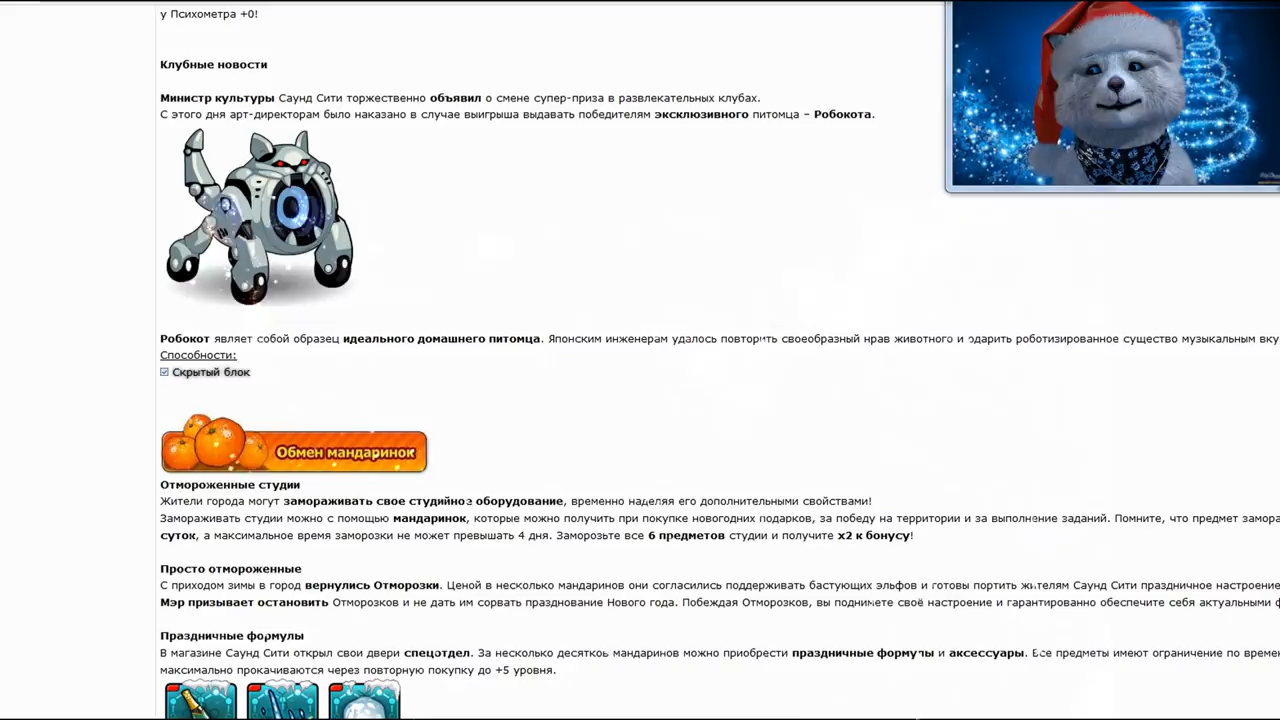 у Психометра +0!
Клубные новости
Министр культуры Саунд Сити торжественно объявил о смене супер-приза в развлекательных клубах.
С этого дня арт-директорам было наказано в случае выигрыша выдавать победителям эксклюзивного питомца – Робокота.
Робокот являет собой образец идеального домашнего питомца. Японским инженерам удалось повторить своеобразный нрав животного и одарить роботизированное существо музыкальным вку
Способности:
Скрытый блок
Обмен мандаринок
Отмороженные студии
Жители города могут замораживать свое студийное оборудование, временно наделяя его дополнительными свойствами!
Замораживать студии можно с помощью мандаринок, которые можно получить при покупке новогодних подарков, за победу на территории и за выполнение заданий. Помните, что предмет замора
суток, а максимальное время заморозки не может превышать 4 дня. Заморозьте все 6 предметов студии и получите x2 к бонусу!
Просто отмороженные
С приходом зимы в город вернулись Отморозки. Ценой в несколько мандаринов они согласились поддерживать бастующих эльфов и готовы портить жителям Саунд Сити праздничное настроение
Мэр призывает остановить Отморозков и не дать им сорвать празднование Нового года. Побеждая Отморозков, вы поднимете своё настроение и гарантированно обеспечите себя актуальными ф
Праздничные формулы
В магазине Саунд Сити открыл свои двери спецотдел. За несколько десятков мандаринов можно приобрести праздничные формулы и аксессуары. Все предметы имеют ограничение по времен
максимально прокачиваются через повторную покупку до +5 уровня.